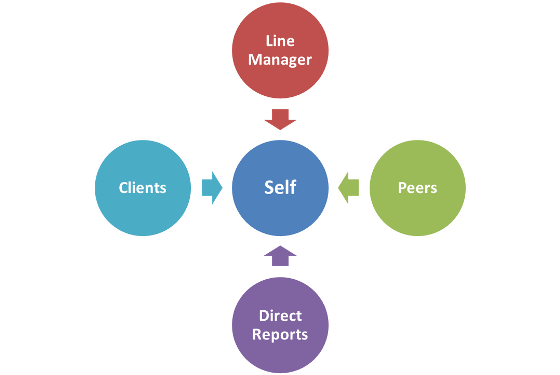 Line
Manager
Clients
Self
Peers
Direct
Reports